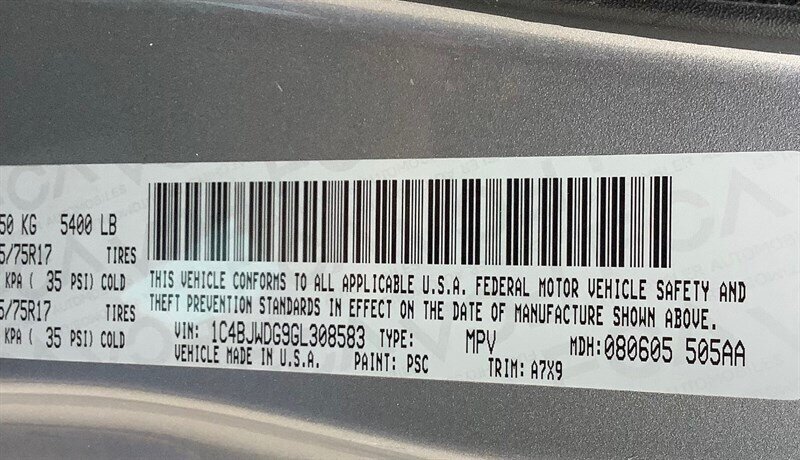 50 KG 5400 LB
5/75R17 TIRES
KPA ( 35 PSI) COLD
5/75R17
KPA ( 35 PSI) COLD
THIS VEHICLE CONFORMS TO ALL APPLICABLE U.S.A. FEDERAL MOTOR VEHICLE SAFETY AND
THEFT PREVENTION STANDARDS IN EFFECT ON THE DATE OF MANUFACTURE SHOWN ABOVE.
VIN: 1C4BJWDG9GL308583 TYPE: MPV MDH: 080605 505AA
VEHICLE MADE IN U.S.A. PAINT: PSC TRIM: A7X9